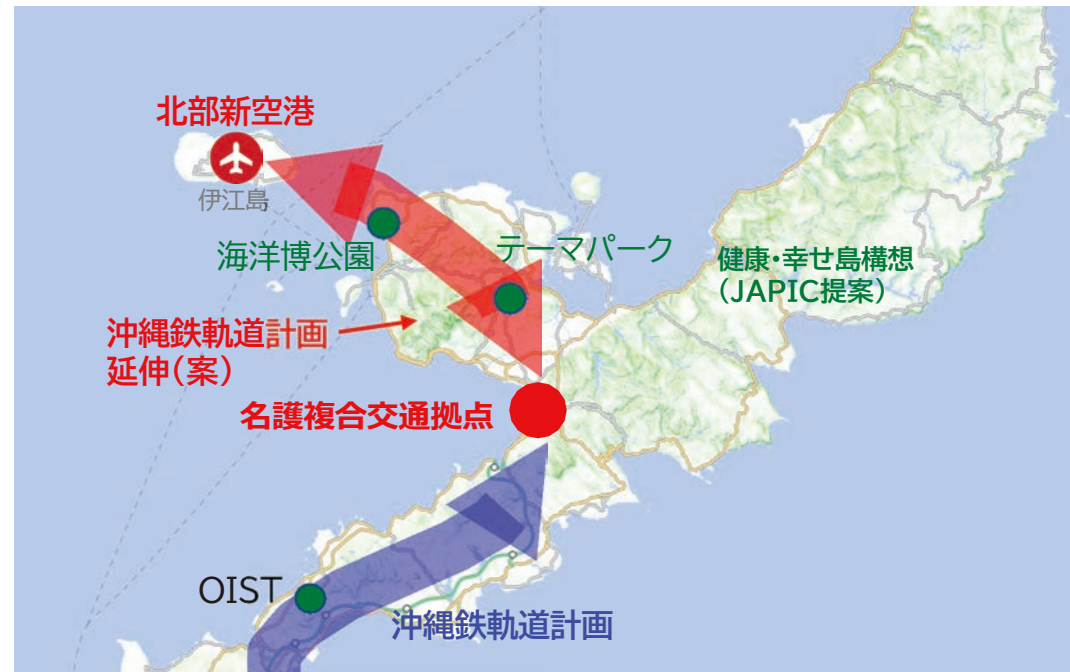 北部新空港
伊江島
海洋博公園
テーマパーク
健康・幸せ島構想
（JAPIC提案）
沖縄鉄軌道計画
延伸（案）
名護複合交通拠点
OIST
沖縄鉄軌道計画